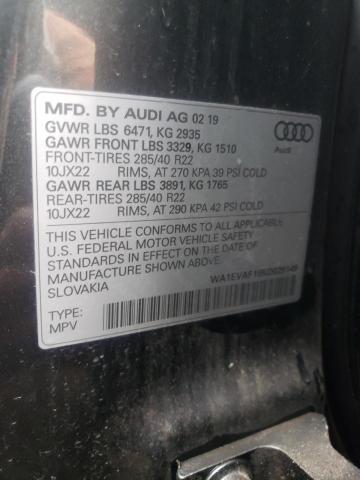 MFD. BY AUDI AG 02 19
GVWR LBS 6471, KG 2935
GAWR FRONT LBS 3329, KG 1510
FRONT-TIRES 285/40 R22
10JX22 RIMS, AT 270 KPA 39 PSI COLD
GAWR REAR LBS 3891, KG 1765
REAR-TIRES 285/40 R22
10JX22 RIMS, AT 290 KPA 42 PSI COLD
Audi
THIS VEHICLE CONFORMS TO ALL APPLICABLE
U.S. FEDERAL MOTOR VEHICLE SAFETY
STANDARDS IN EFFECT ON THE DATE OF
MANUFACTURE SHOWN ABOVE.
SLOVAKIA
TYPE:
MPV